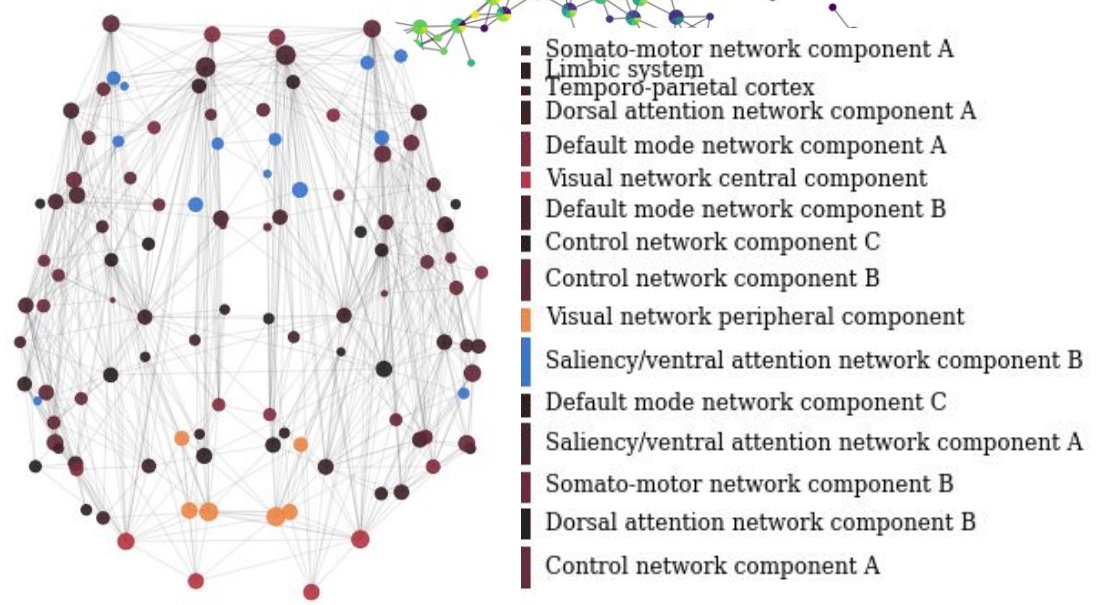 Somato-motor network component A
Limbic system
Temporo-parietal cortex
Dorsal attention network component A
Default mode network component A
Visual network central component
Default mode network component B
Control network component C
Control network component B
Visual network peripheral component
Saliency/ventral attention network component B
Default mode network component C
Saliency/ventral attention network component A
Somato-motor network component B
Dorsal attention network component B
Control network component A